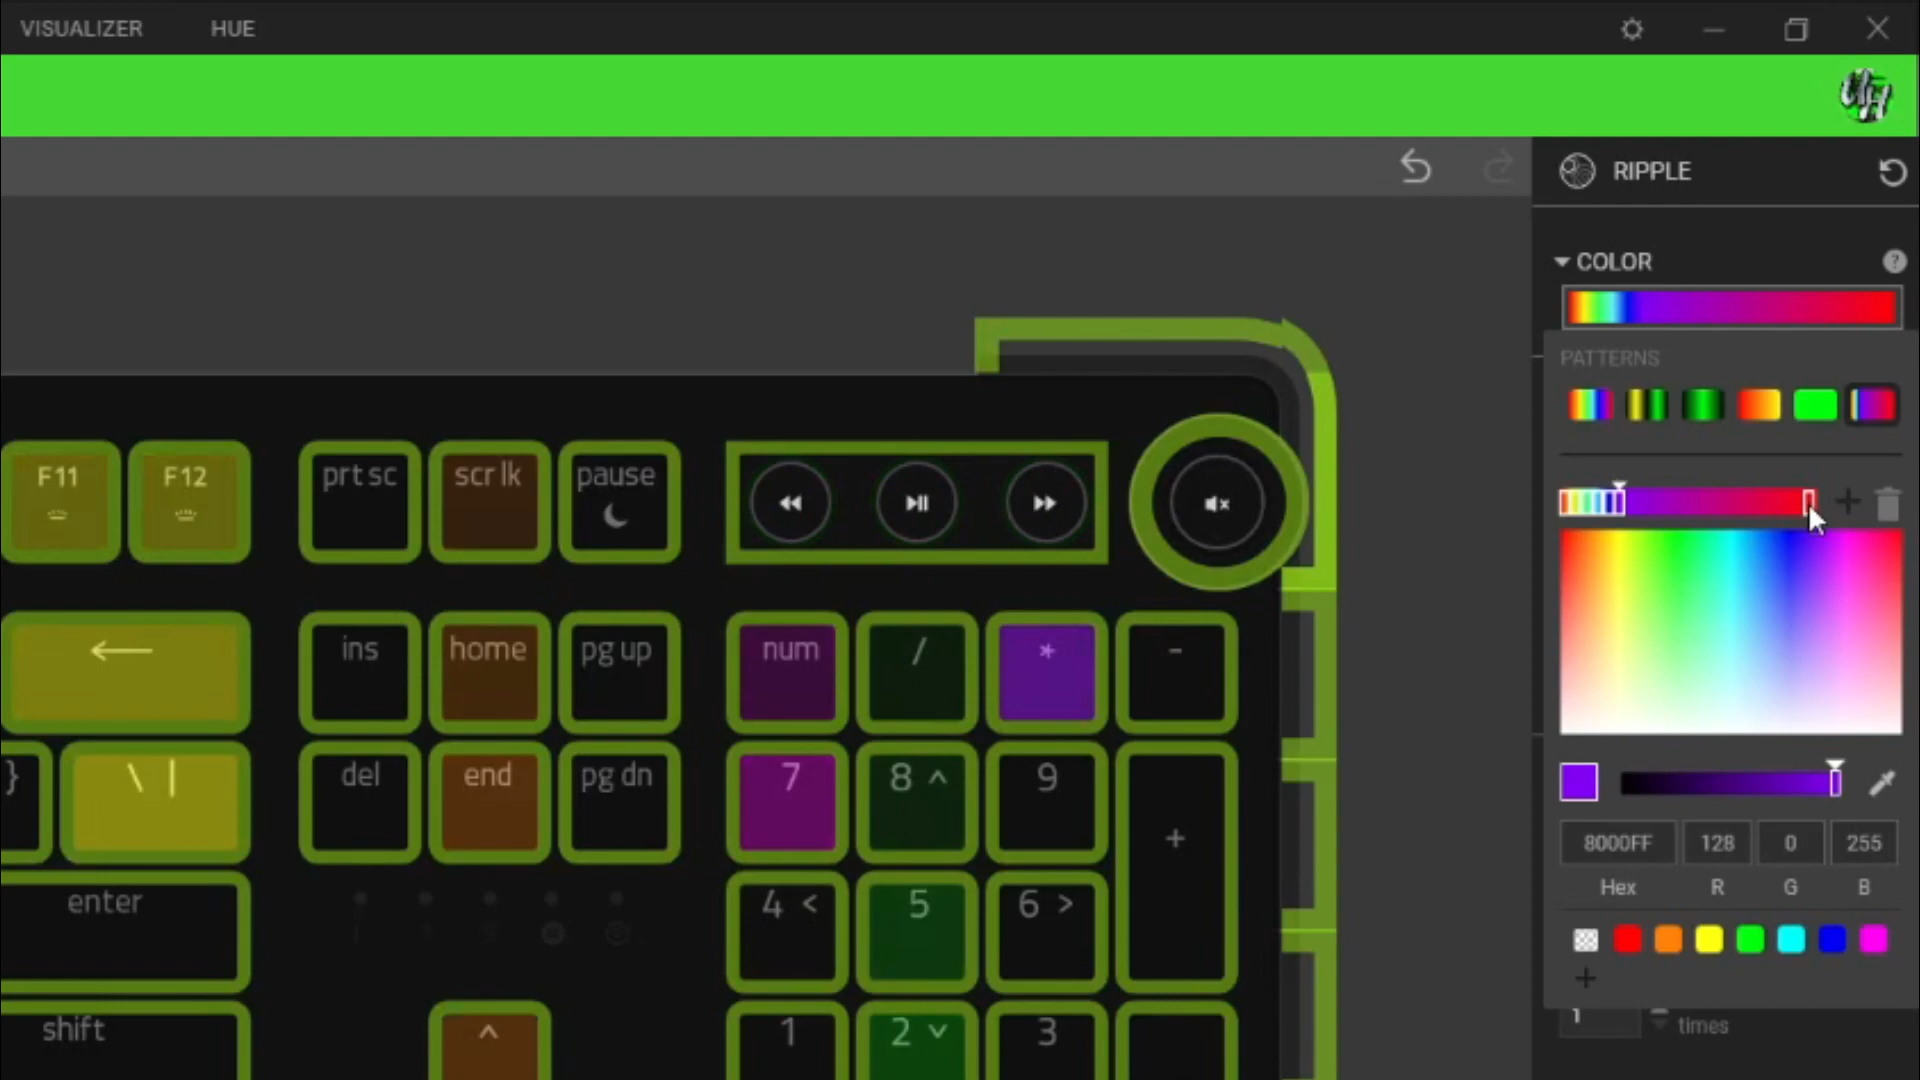 VISUALIZER HUE
RIPPLE
COLOR ?
PATTERNS
F11 F12 prt sc scr lk pause
ins home pg up num / * -
} \ | del end pg dn 7 8 ^ 9 +
8000FF 128 0 255
Hex R G B
enter 4 < 5 6 >
shift ^ 1 2 v 3
1 times